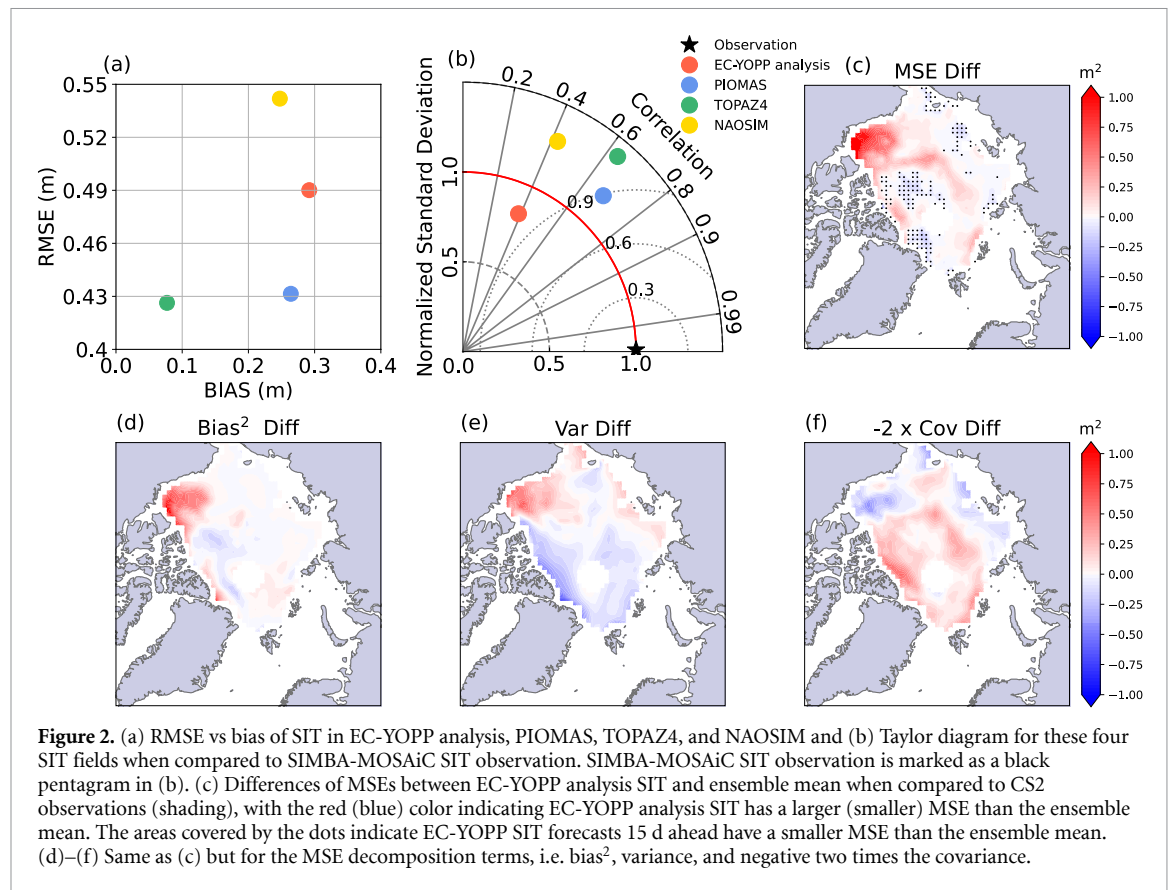 (a)
RMSE (m)
0.55
0.52
0.49
0.46
0.43
0.4
0.0 0.1 0.2 0.3 0.4
BIAS (m)
(b)
Observation
EC-YOPP analysis
PIOMAS
TOPAZ4
NAOSIM
Normalized Standard Deviation
1.0
0.5
0.0 0.5 1.0
0.2
0.4
0.6
0.8
0.9
0.99
Correlation
0.9
0.6
0.3
(c) MSE Diff
m²
1.00
0.75
0.50
0.25
0.00
−0.25
−0.50
−0.75
−1.00
(d)
Bias² Diff
(e)
Var Diff
(f)
-2 x Cov Diff
m²
1.00
0.75
0.50
0.25
0.00
−0.25
−0.50
−0.75
−1.00
Figure 2. (a) RMSE vs bias of SIT in EC-YOPP analysis, PIOMAS, TOPAZ4, and NAOSIM and (b) Taylor diagram for these four
SIT fields when compared to SIMBA-MOSAiC SIT observation. SIMBA-MOSAiC SIT observation is marked as a black
pentagram in (b). (c) Differences of MSEs between EC-YOPP analysis SIT and ensemble mean when compared to CS2
observations (shading), with the red (blue) color indicating EC-YOPP analysis SIT has a larger (smaller) MSE than the ensemble
mean. The areas covered by the dots indicate EC-YOPP SIT forecasts 15 d ahead have a smaller MSE than the ensemble mean.
(d)–(f) Same as (c) but for the MSE decomposition terms, i.e. bias², variance, and negative two times the covariance.